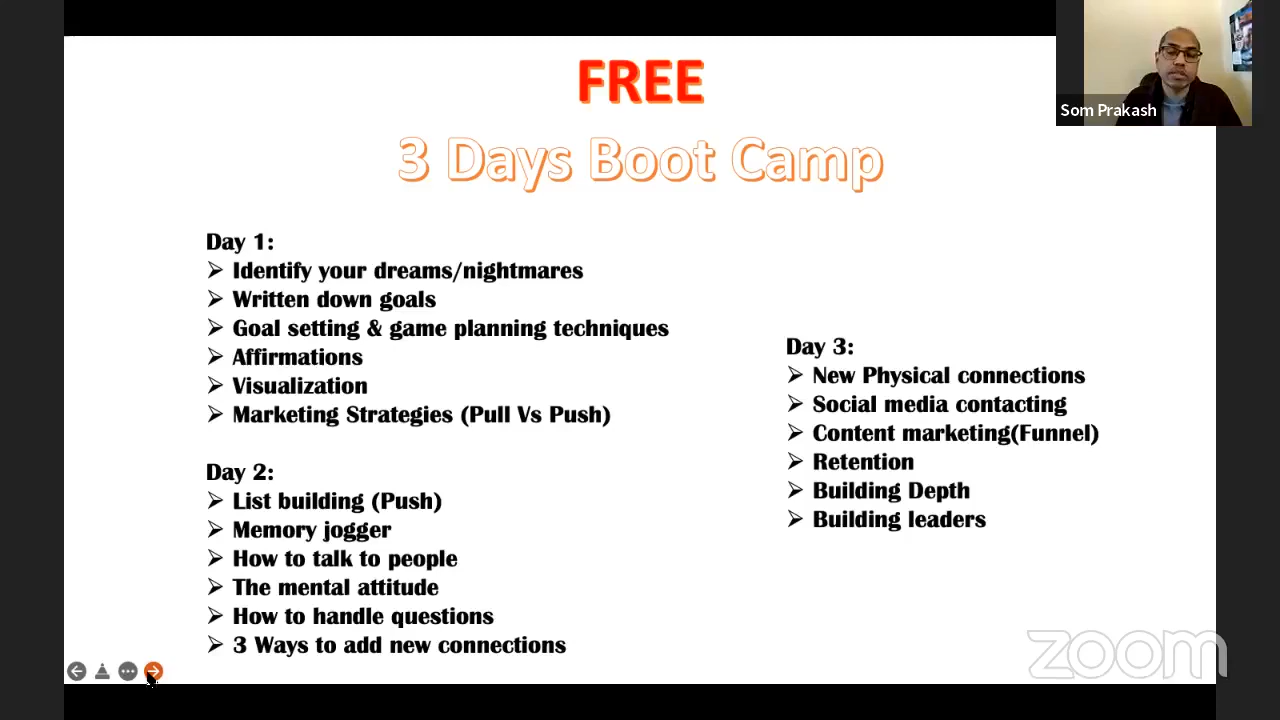 FREE
3 Days Boot Camp
Som Prakash
Day 1:
Identify your dreams/nightmares
Written down goals
Goal setting & game planning techniques
Affirmations
Visualization
Marketing Strategies (Pull Vs Push)
Day 2:
List building (Push)
Memory jogger
How to talk to people
The mental attitude
How to handle questions
3 Ways to add new connections
Day 3:
New Physical connections
Social media contacting
Content marketing(Funnel)
Retention
Building Depth
Building leaders
zoom